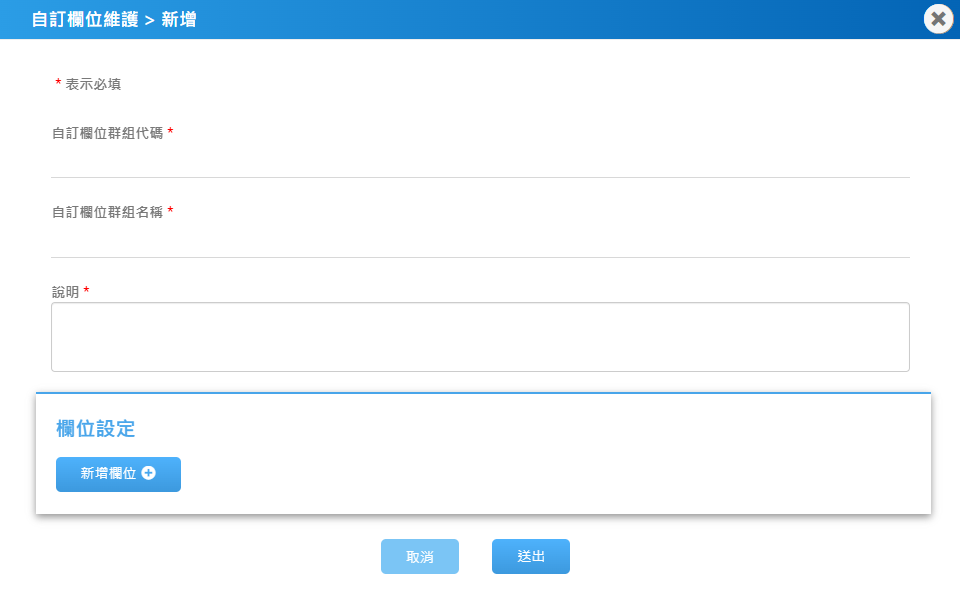 自訂欄位維護 > 新增
* 表示必填
自訂欄位群組代碼 *
自訂欄位群組名稱 *
說明 *
欄位設定
新增欄位
取消
送出